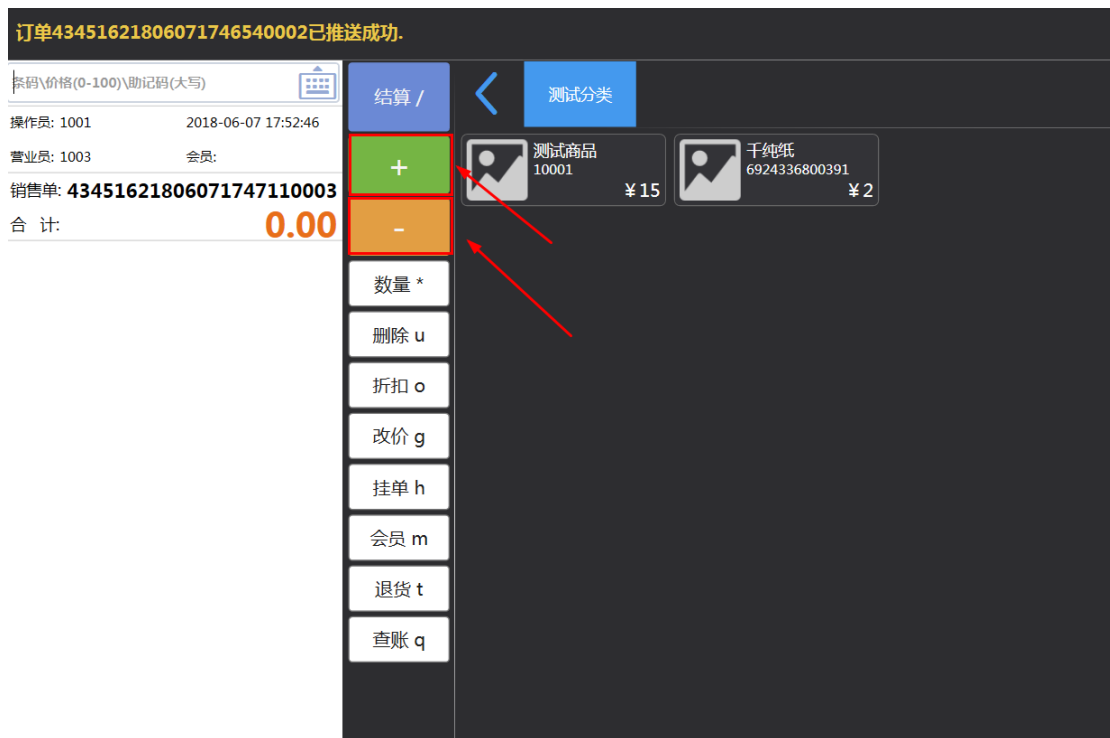 订单43451621806071746540002已推送成功.
条码\价格(0-100)\助记码(大写)
操作员: 1001 2018-06-07 17:52:46
营业员: 1003 会员:
销售单: 43451621806071747110003
合 计: 0.00
结算 /
+
-
数量 *
删除 u
折扣 o
改价 g
挂单 h
会员 m
退货 t
查账 q
测试分类
测试商品
10001
¥15
千纯纸
6924336800391
¥2